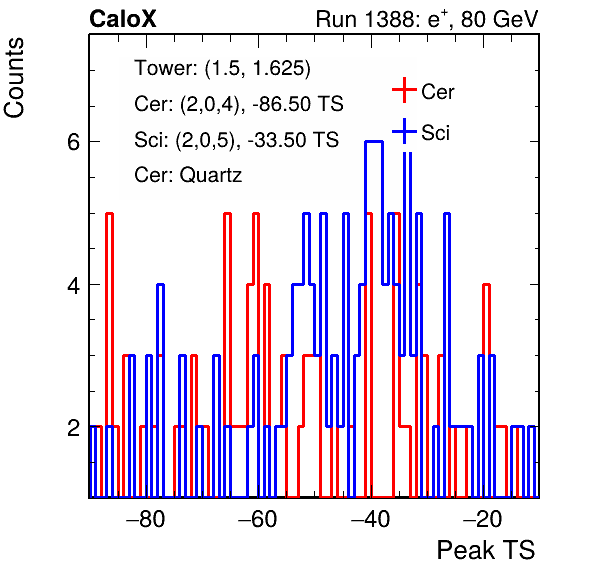 CaloX Run 1388: e⁺, 80 GeV
Counts
Tower: (1.5, 1.625)
Cer: (2,0,4), -86.50 TS
Sci: (2,0,5), -33.50 TS
Cer: Quartz
Cer
Sci
6
4
2
−80 −60 −40 −20
Peak TS